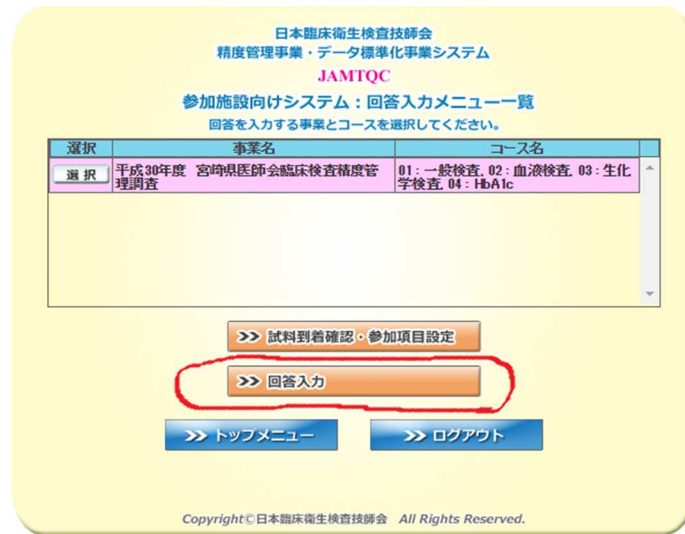 日本臨床衛生検査技師会
精度管理事業・データ標準化事業システム
JAMTQC
参加施設向けシステム：回答入力メニュー一覧
回答を入力する事業とコースを選択してください。
選択 事業名 コース名
選 択 平成30年度 宮崎県医師会臨床検査精度管 01：一般検査, 02：血液検査, 03：生化
理調査 学検査, 04：HbA1c
>> 試料到着確認・参加項目設定
>> 回答入力
>> トップメニュー >> ログアウト
Copyright©日本臨床衛生検査技師会 All Rights Reserved.